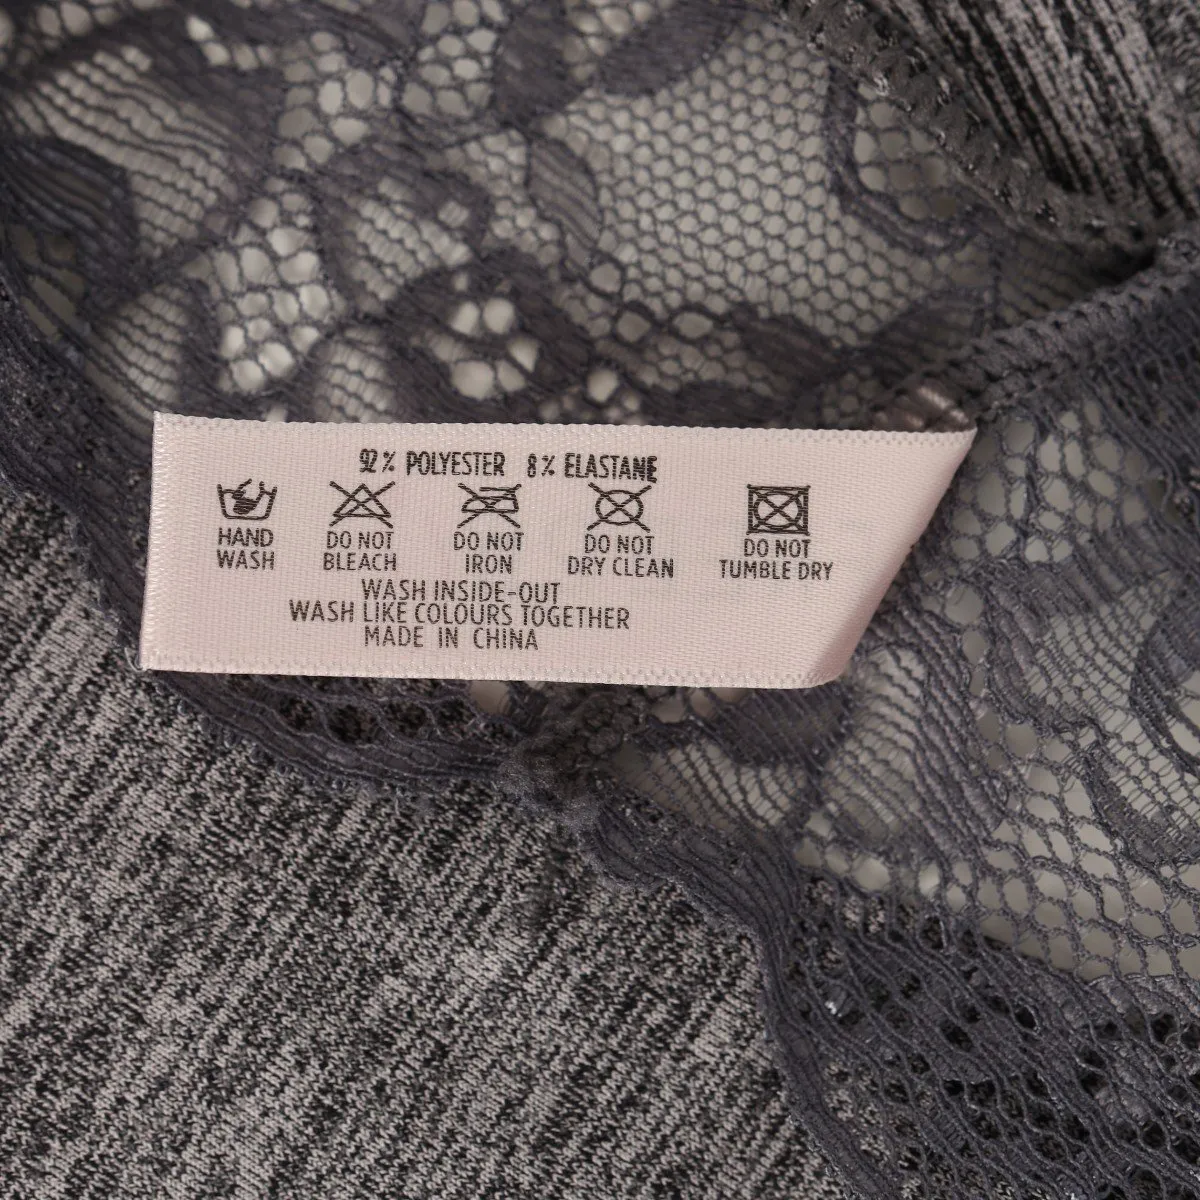 92% POLYESTER 8% ELASTANE
HAND WASH
DO NOT BLEACH
DO NOT IRON
DO NOT DRY CLEAN
DO NOT TUMBLE DRY
WASH INSIDE-OUT
WASH LIKE COLOURS TOGETHER
MADE IN CHINA